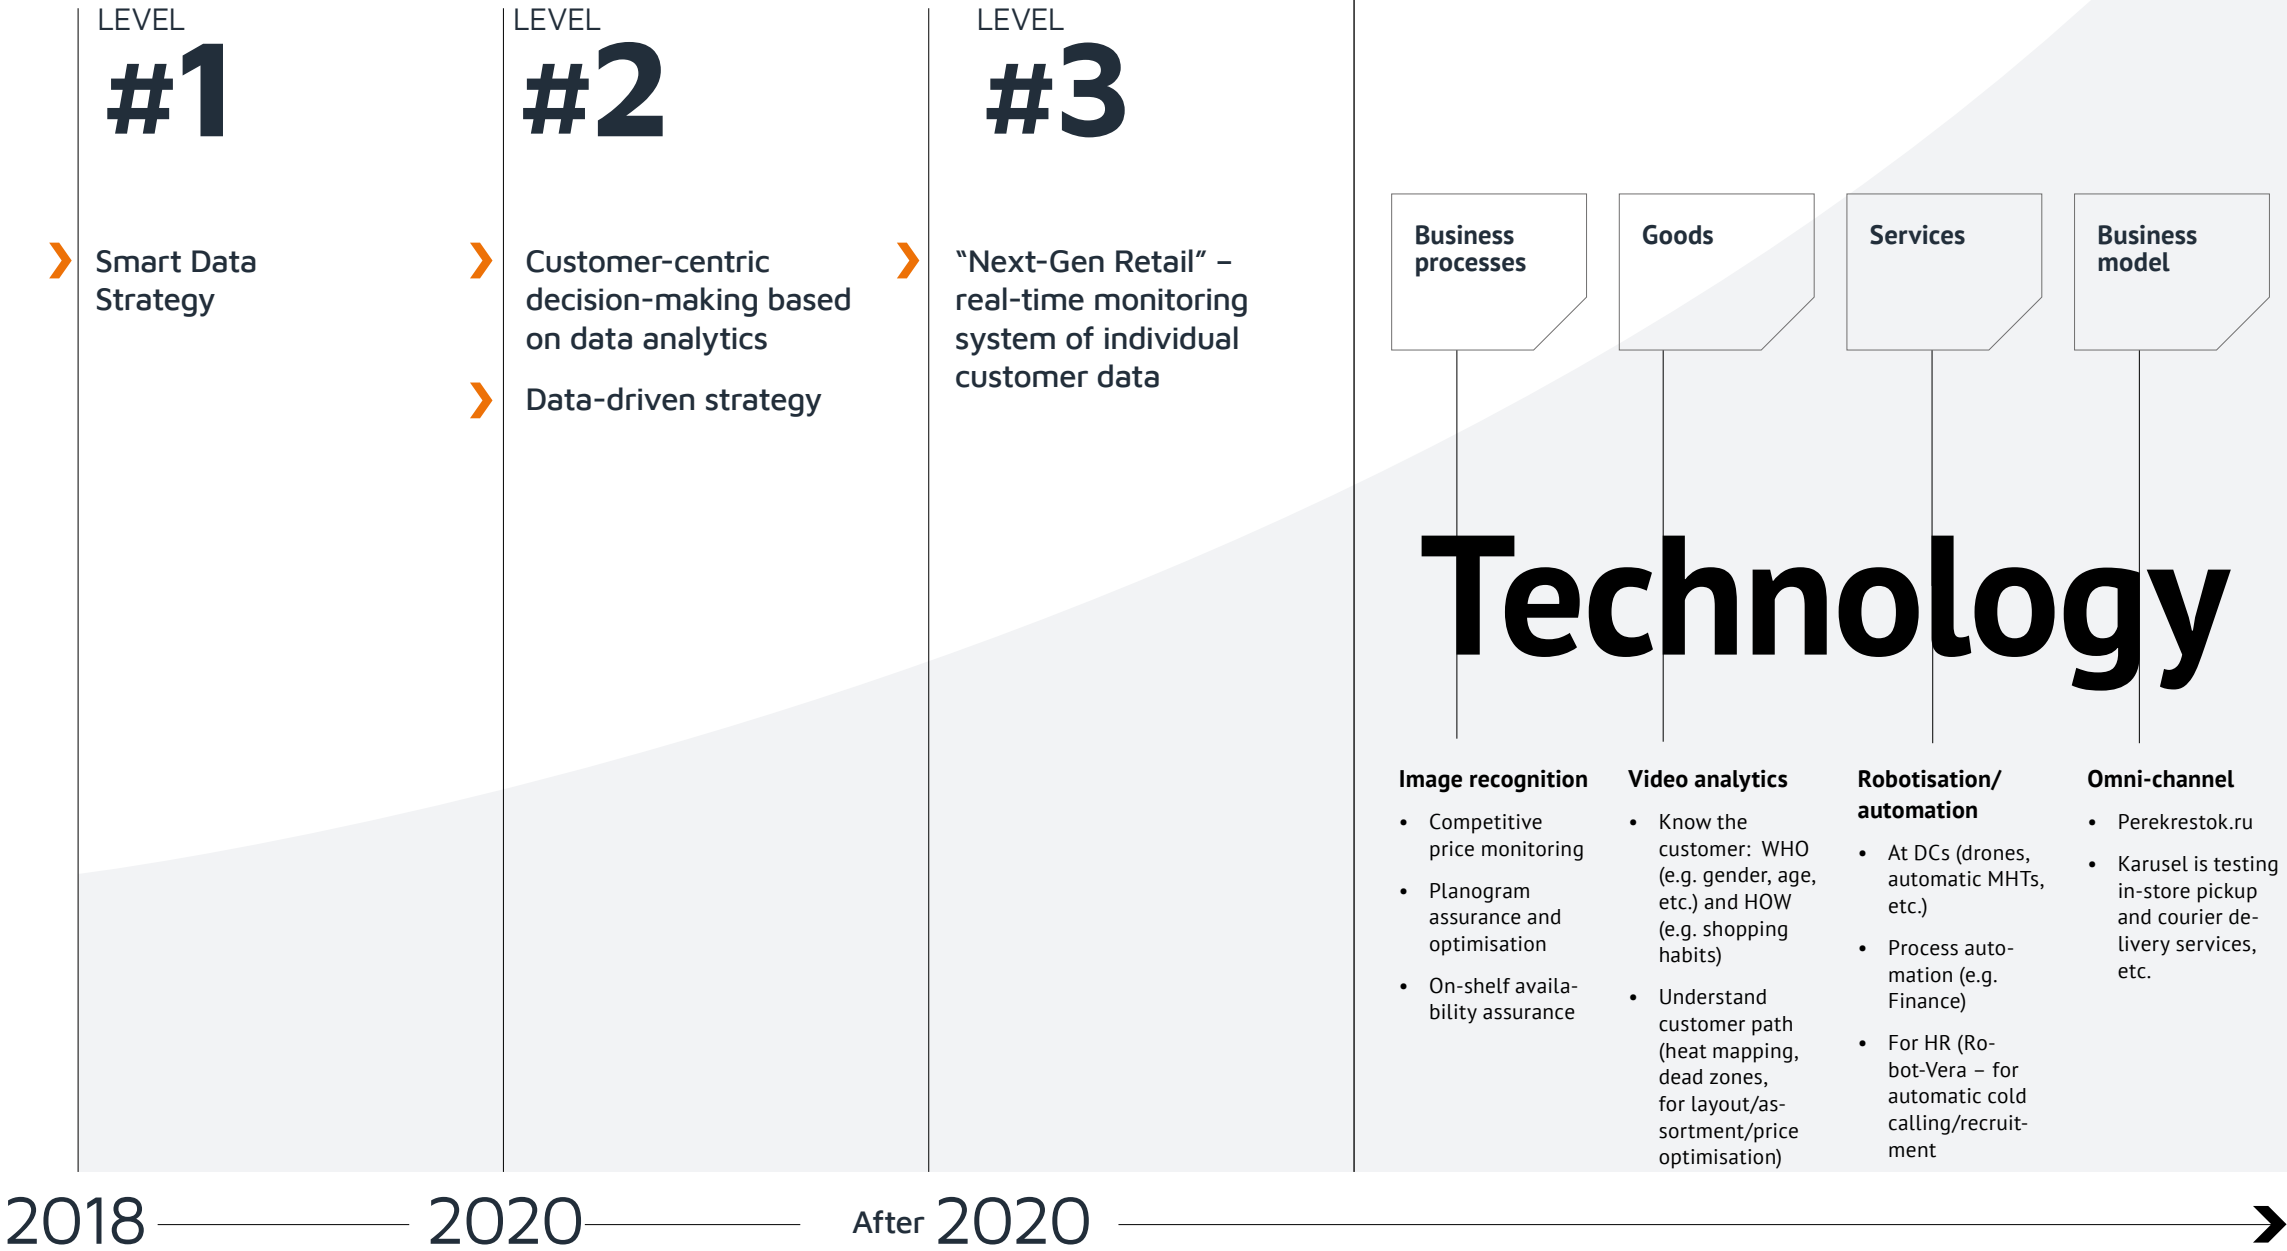 LEVEL
#1
Smart Data
Strategy
LEVEL
#2
Customer-centric
decision-making based
on data analytics
Data-driven strategy
LEVEL
#3
“Next-Gen Retail” –
real-time monitoring
system of individual
customer data
Business
processes
Goods
Services
Business
model
Technology
Image recognition
• Competitive
price monitoring
• Planogram
assurance and
optimisation
• On-shelf availa-
bility assurance
Video analytics
• Know the
customer: WHO
(e.g. gender, age,
etc.) and HOW
(e.g. shopping
habits)
• Understand
customer path
(heat mapping,
dead zones,
for layout/as-
sortment/price
optimisation)
Robotisation/
automation
• At DCs (drones,
automatic MHTs,
etc.)
• Process auto-
mation (e.g.
Finance)
• For HR (Ro-
bot-Vera – for
automatic cold
calling/recruit-
ment
Omni-channel
• Perekrestok.ru
• Karusel is testing
in-store pickup
and courier de-
livery services,
etc.
2018
2020
After 2020